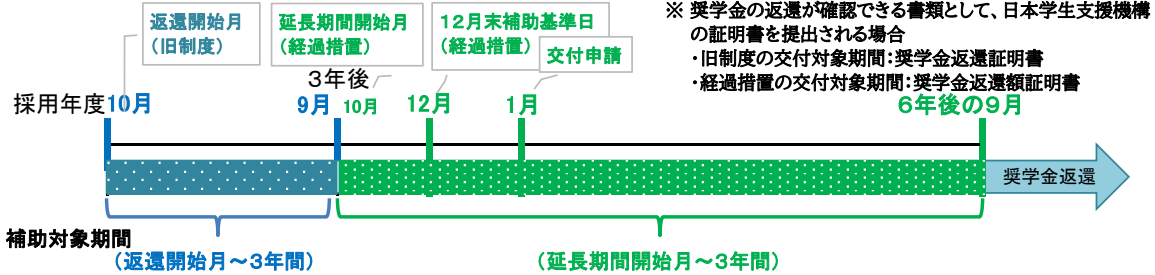 返還開始月
（旧制度）
延長期間開始月
（経過措置）
12月末補助基準日
（経過措置）
交付申請
※ 奨学金の返還が確認できる書類として、日本学生支援機構
の証明書を提出される場合
・旧制度の交付対象期間：奨学金返還証明書
・経過措置の交付対象期間：奨学金返還額証明書
3年後
採用年度10月
9月
10月
12月
1月
6年後の9月
奨学金返還
補助対象期間
（返還開始月～3年間）
（延長期間開始月～3年間）